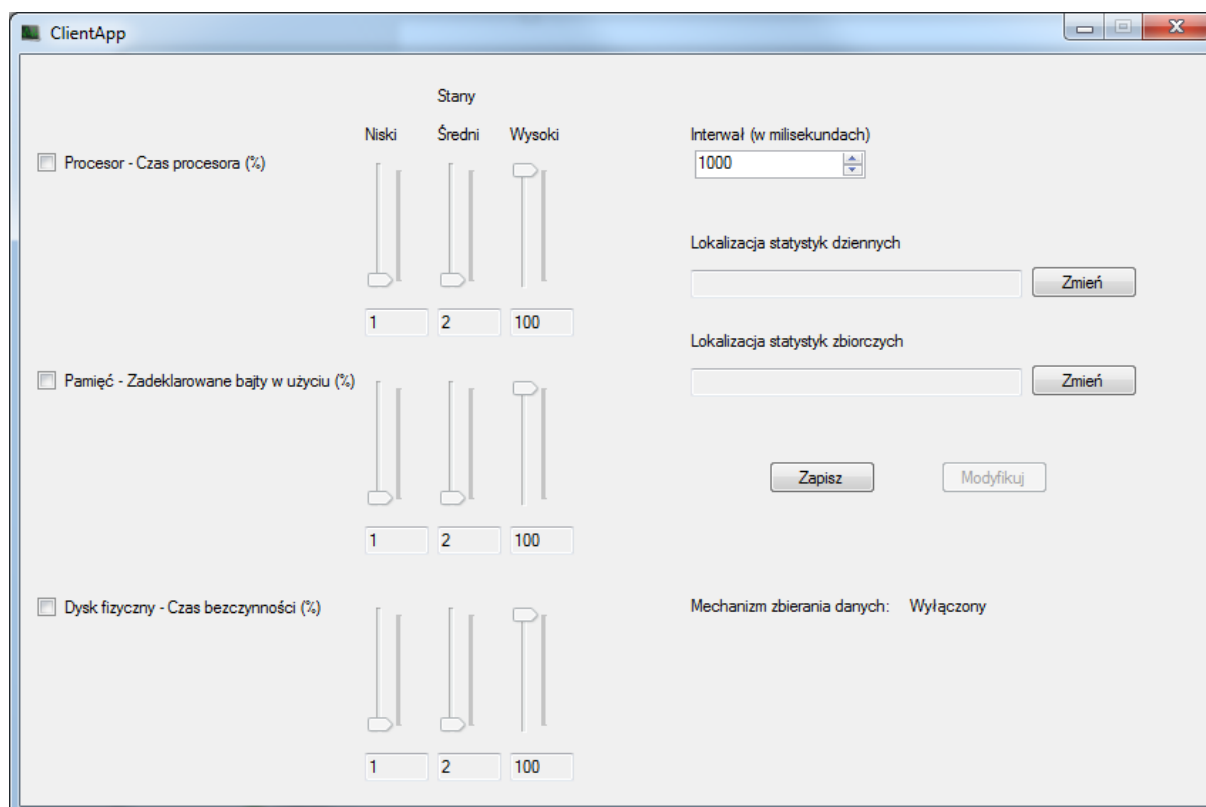 ClientApp
Stany
Niski Średni Wysoki
Procesor - Czas procesora (%)
1 2 100
Pamięć - Zadeklarowane bajty w użyciu (%)
1 2 100
Dysk fizyczny - Czas bezczynności (%)
1 2 100
Interwał (w milisekundach)
1000
Lokalizacja statystyk dziennych
Zmień
Lokalizacja statystyk zbiorczych
Zmień
Zapisz Modyfikuj
Mechanizm zbierania danych: Wyłączony